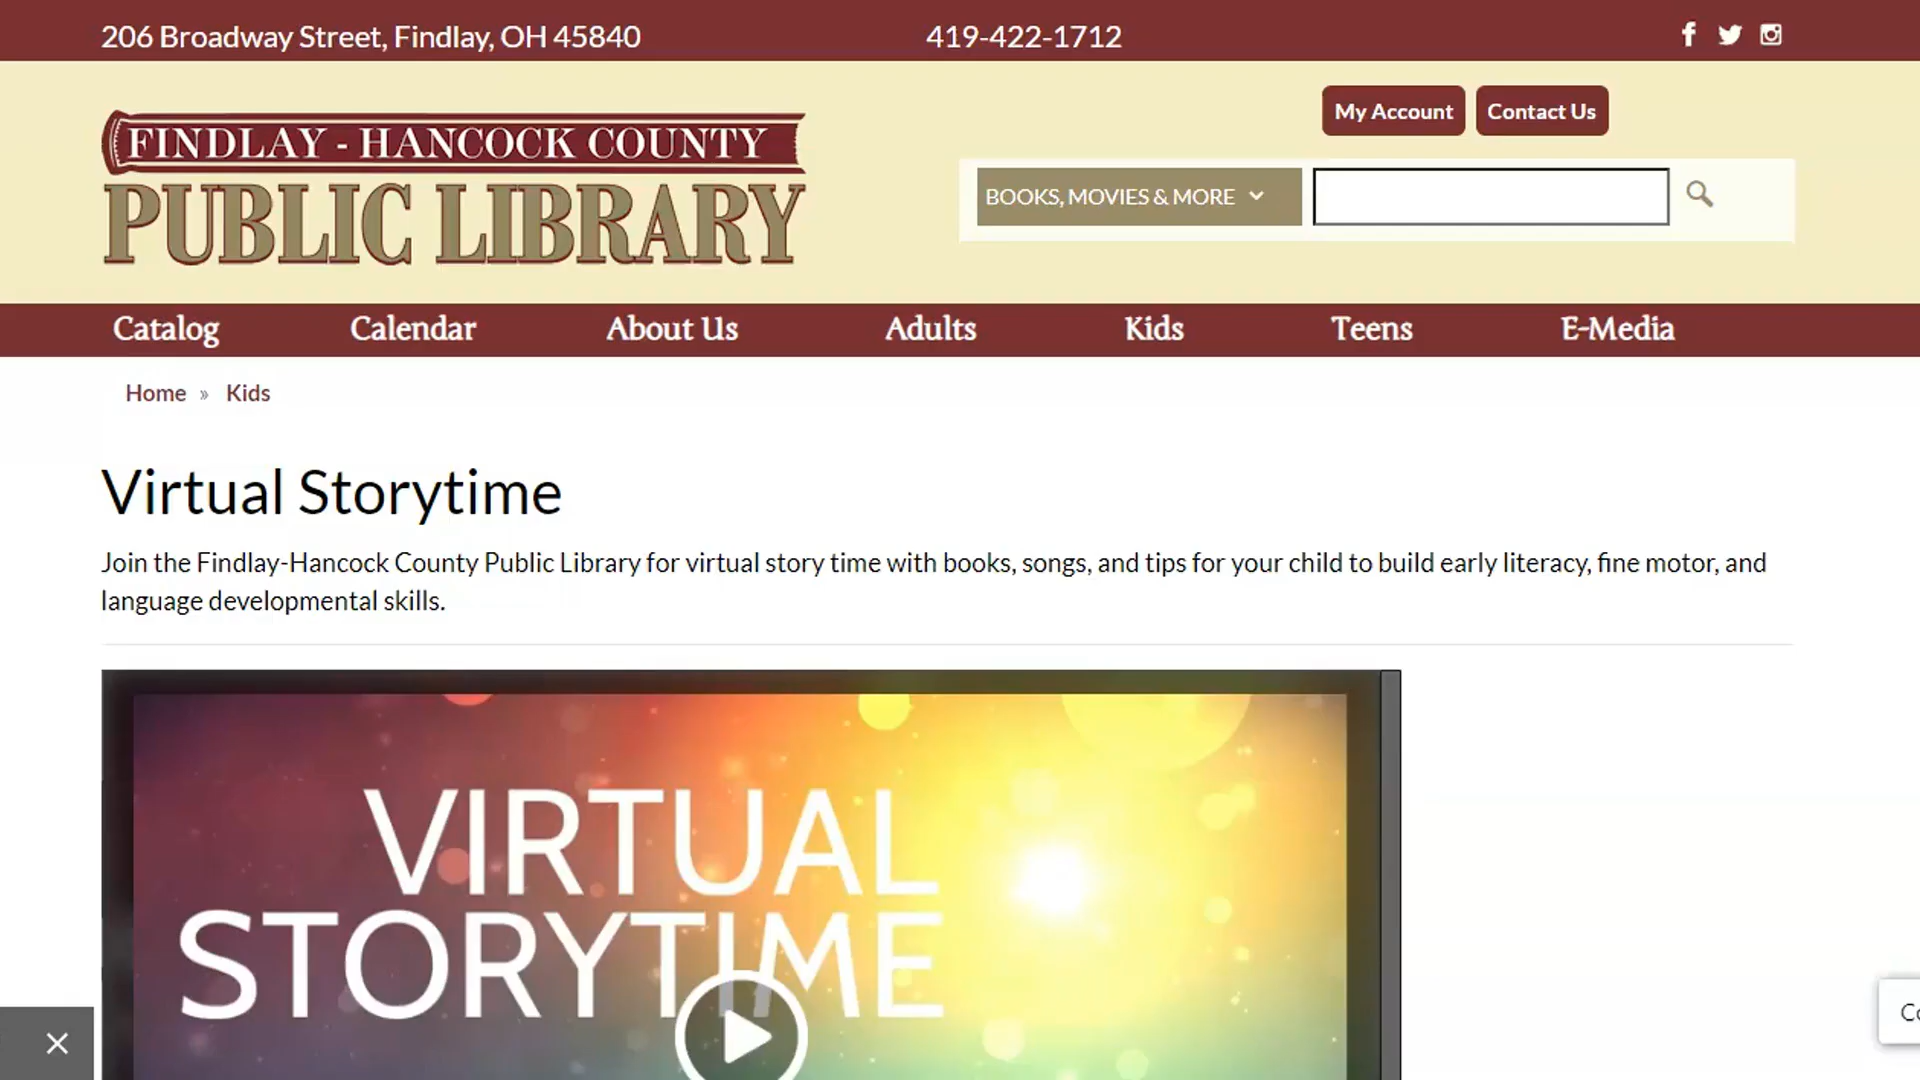 206 Broadway Street, Findlay, OH 45840
419-422-1712
My Account
Contact Us
FINDLAY - HANCOCK COUNTY
PUBLIC LIBRARY
BOOKS, MOVIES & MORE
Catalog
Calendar
About Us
Adults
Kids
Teens
E-Media
Home » Kids
Virtual Storytime
Join the Findlay-Hancock County Public Library for virtual story time with books, songs, and tips for your child to build early literacy, fine motor, and
language developmental skills.
VIRTUAL
STORYTIME